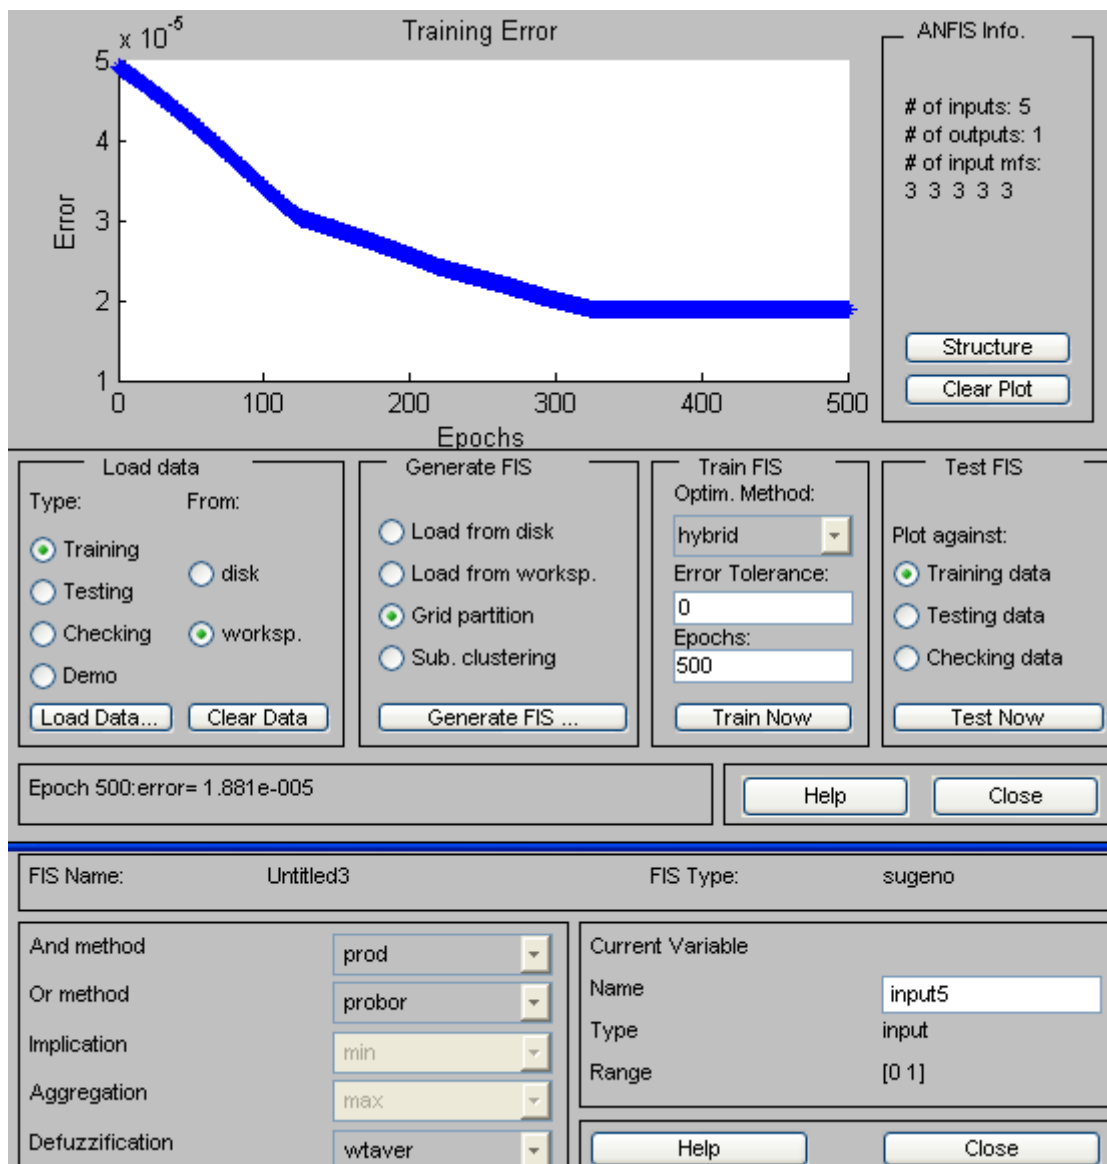 x 10^-5
Training Error
5
4
3
2
1
Error
0 100 200 300 400 500
Epochs
ANFIS Info.
# of inputs: 5
# of outputs: 1
# of input mfs:
3 3 3 3 3
Structure
Clear Plot
Load data
Type: From:
Training
Testing
Checking
Demo
disk
worksp.
Load Data... Clear Data
Generate FIS
Load from disk
Load from worksp.
Grid partition
Sub. clustering
Generate FIS ...
Train FIS
Optim. Method:
hybrid
Error Tolerance:
0
Epochs:
500
Train Now
Test FIS
Plot against:
Training data
Testing data
Checking data
Test Now
Epoch 500:error= 1.881e-005
Help Close
FIS Name: Untitled3 FIS Type: sugeno
And method prod
Or method probor
Implication min
Aggregation max
Defuzzification wtaver
Current Variable
Name input5
Type input
Range [0 1]
Help Close